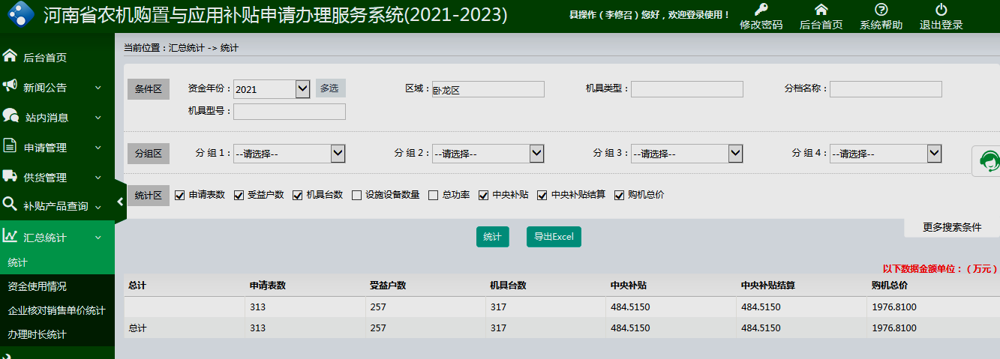 河南省农机购置与应用补贴申请办理服务系统(2021-2023)
县操作（李修召）您好，欢迎登录使用！
修改密码 后台首页 系统帮助 退出登录
后台首页
新闻公告
站内消息
申请管理
供货管理
补贴产品查询
汇总统计
统计
资金使用情况
企业核对销售单价统计
办理时长统计
当前位置：汇总统计 -> 统计
条件区 资金年份： 2021 多选 区域： 卧龙区 机具类型： 分档名称：
机具型号：
分组区 分 组 1： --请选择-- 分 组 2： --请选择-- 分 组 3： --请选择-- 分 组 4： --请选择--
统计区 申请表数 受益户数 机具台数 设施设备数量 总功率 中央补贴 中央补贴结算 购机总价
更多搜索条件
统计 导出Excel
以下数据金额单位：（万元）
总计 申请表数 受益户数 机具台数 中央补贴 中央补贴结算 购机总价
313 257 317 484.5150 484.5150 1976.8100
总计 313 257 317 484.5150 484.5150 1976.8100